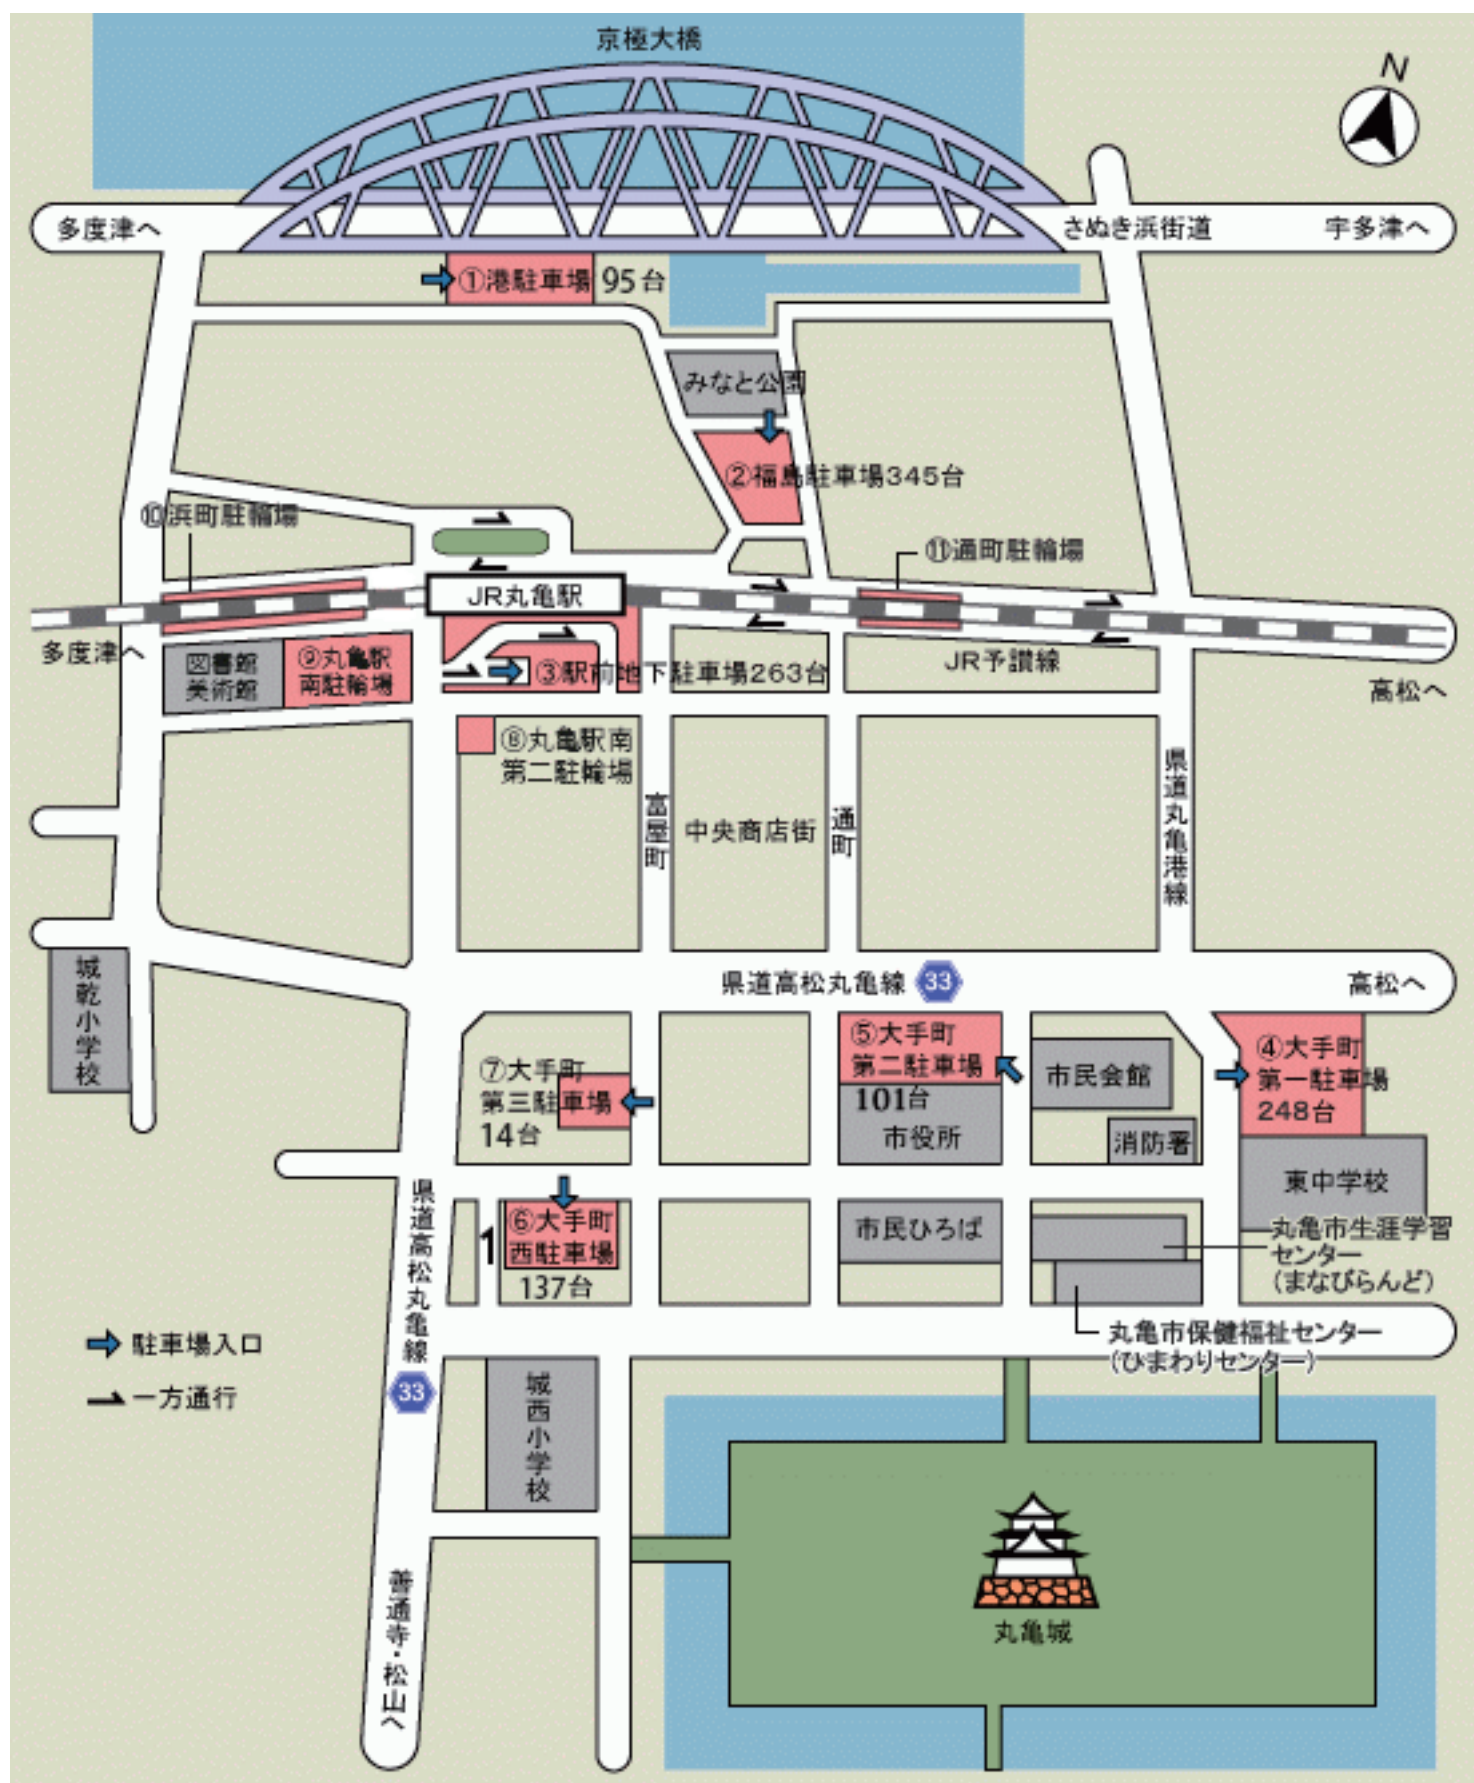 京極大橋
N
多度津へ
さぬき浜街道
宇多津へ
①港駐車場 95台
みなと公園
②福島駐車場345台
⑩浜町駐輪場
⑪通町駐輪場
JR丸亀駅
多度津へ
図書館
美術館
⑨丸亀駅
南駐輪場
③駅前地下駐車場263台
JR予讃線
高松へ
⑧丸亀駅南
第二駐輪場
富屋町
中央商店街
通町
県道丸亀港線
城乾小学校
県道高松丸亀線 33
高松へ
⑦大手町
第三駐車場
14台
⑤大手町
第二駐車場
101台
市役所
市民会館
消防署
④大手町
第一駐車場
248台
東中学校
県道高松丸亀線
33
⑥大手町
西駐車場
137台
市民ひろば
丸亀市生涯学習
センター
(まなびらんど)
丸亀市保健福祉センター
(ひまわりセンター)
駐車場入口
一方通行
城西小学校
丸亀城
善通寺・松山へ